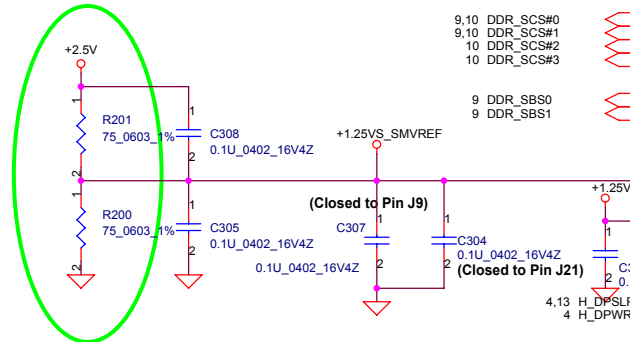 9,10 DDR_SCS#0
9,10 DDR_SCS#1
10 DDR_SCS#2
10 DDR_SCS#3
9 DDR_SBS0
9 DDR_SBS1
+2.5V
1
R201
75_0603_1%
2
1
C308
0.1U_0402_16V4Z
2
+1.25VS_SMVREF
1
R200
75_0603_1%
2
1
C305
0.1U_0402_16V4Z
2
(Closed to Pin J9)
1
C307
0.1U_0402_16V4Z
2
1
C304
0.1U_0402_16V4Z
(Closed to Pin J21)
2
+1.25V
1
2
4,13
4